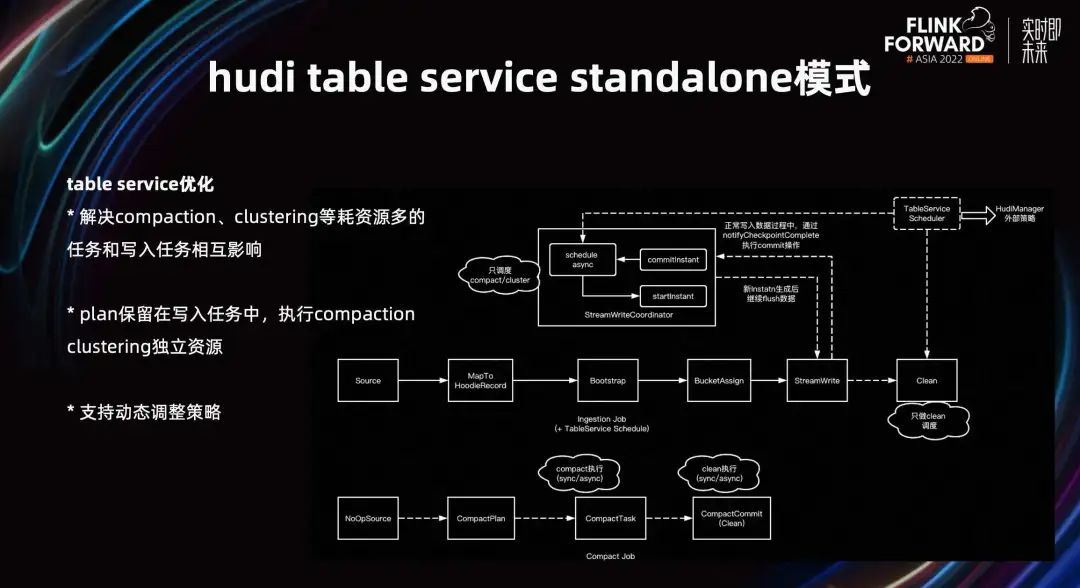 FLINK
FORWARD
# ASIA 2022 ONLINE
实时即
未来
hudi table service standalone模式
table service优化
* 解决compaction、clustering等耗资源多的
任务和写入任务相互影响
* plan保留在写入任务中，执行compaction
clustering独立资源
* 支持动态调整策略
TableService
Scheduler
HudiManager
外部策略
正常写入数据过程中，通过
notifyCheckpointComplete
执行commit操作
schedule
async
commitInstant
只调度
compact/cluster
startInstant
新Instatn生成后
继续flush数据
StreamWriteCoordinator
Source
MapTo
HoodieRecord
Bootstrap
BucketAssign
StreamWrite
Clean
只做clean
调度
Ingestion Job
(+ TableService Schedule)
compact执行
(sync/async)
clean执行
(sync/async)
NoOpSource
CompactPlan
CompactTask
CompactCommit
(Clean)
Compact Job